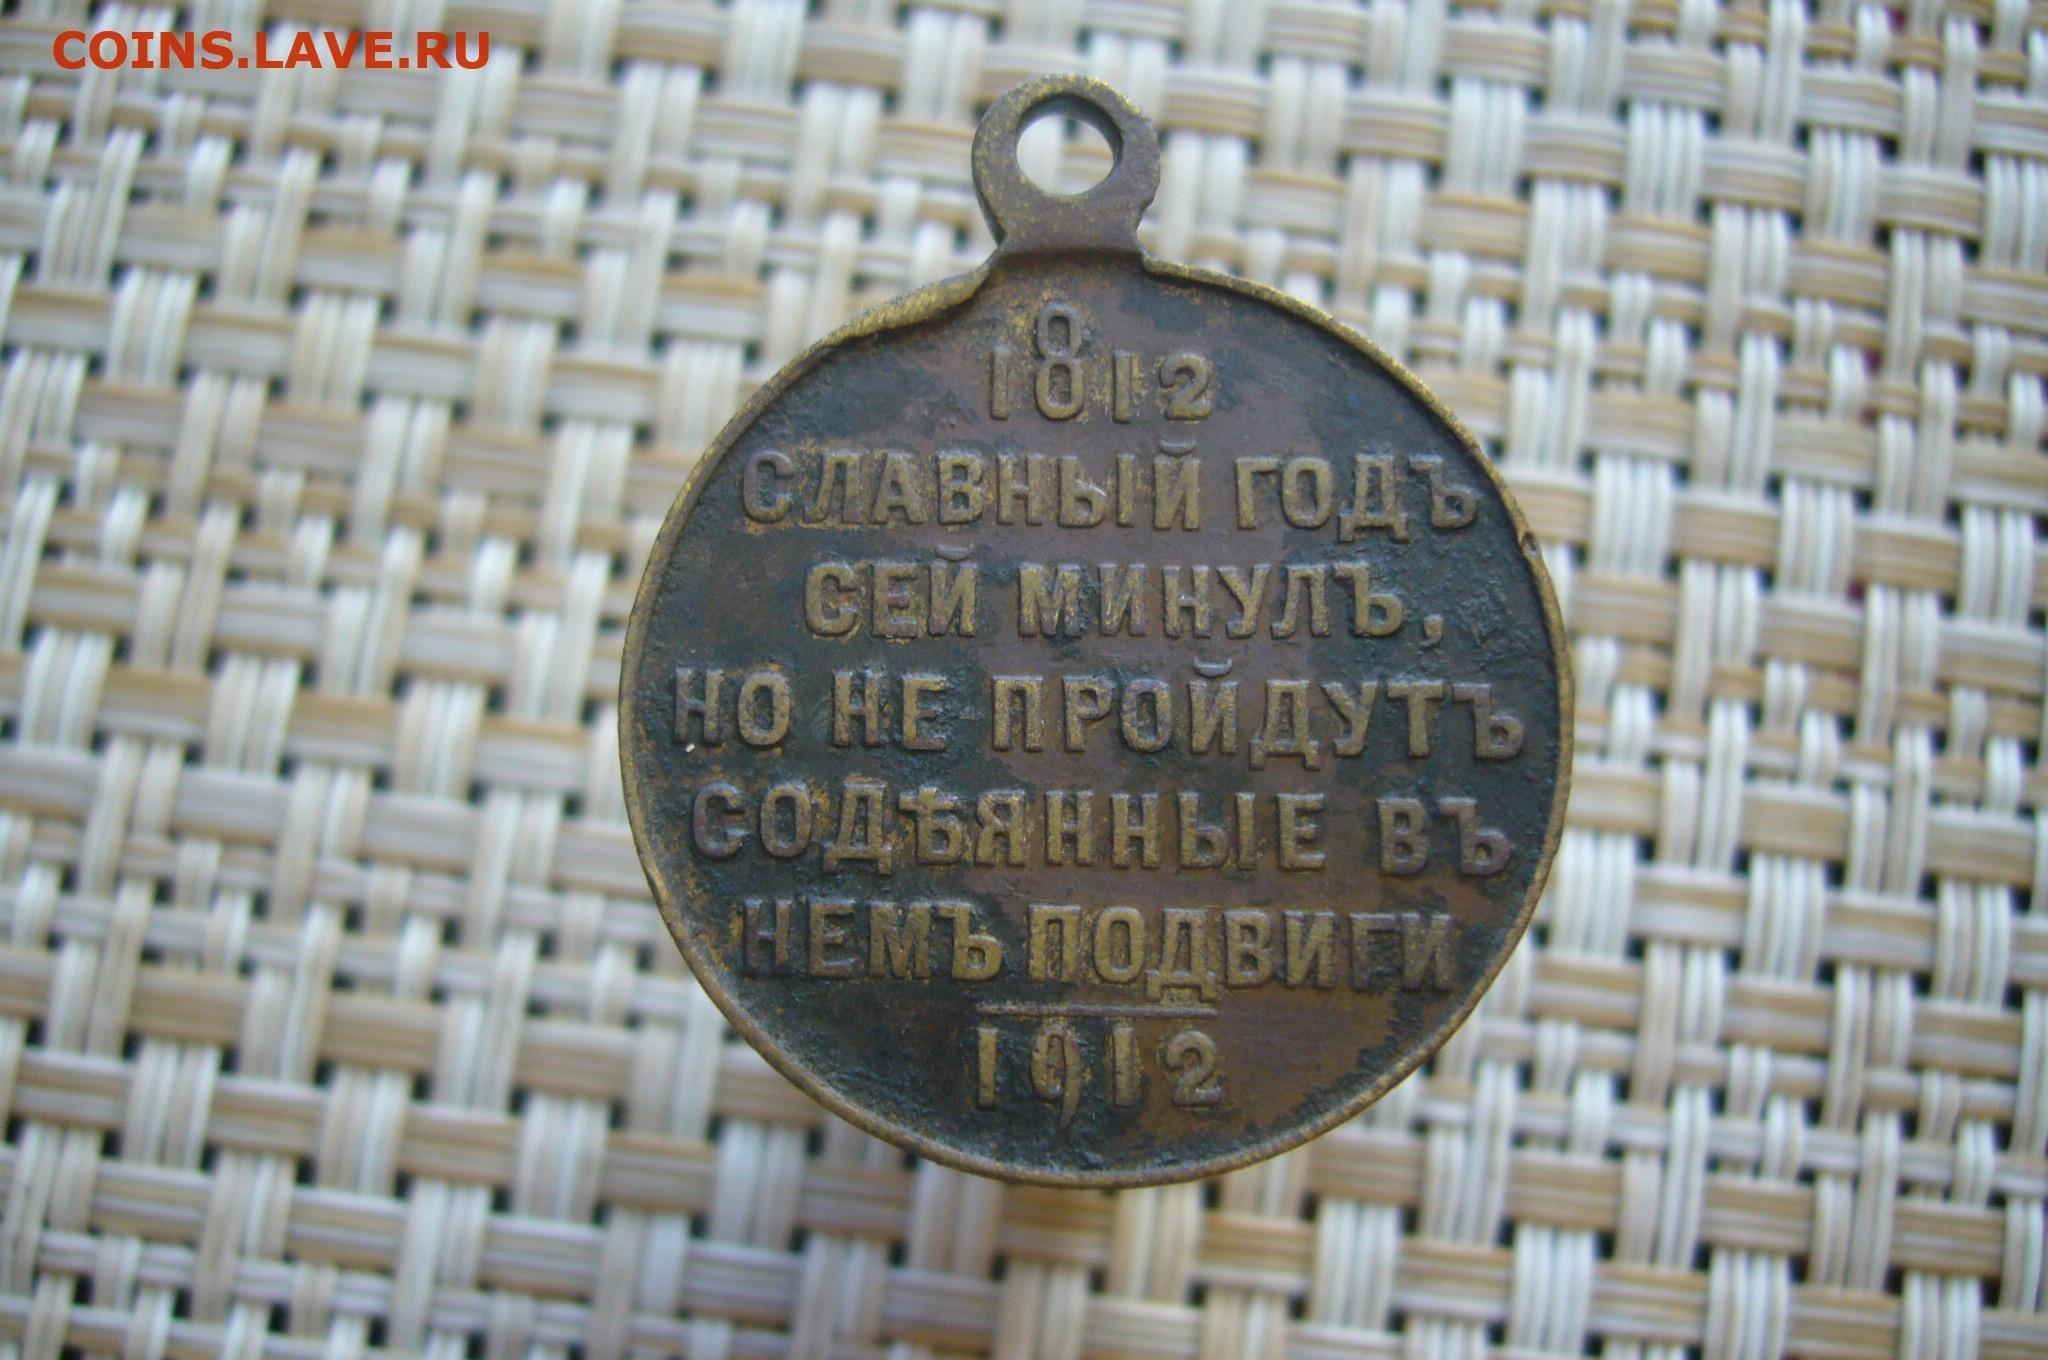 COINS.LAVE.RU
1812
СЛАВНЫЙ ГОДЪ
СЕЙ МИНУЛЪ,
НО НЕ ПРОЙДУТЪ
СОДѢЯННЫЕ ВЪ
НЕМЪ ПОДВИГИ
1912